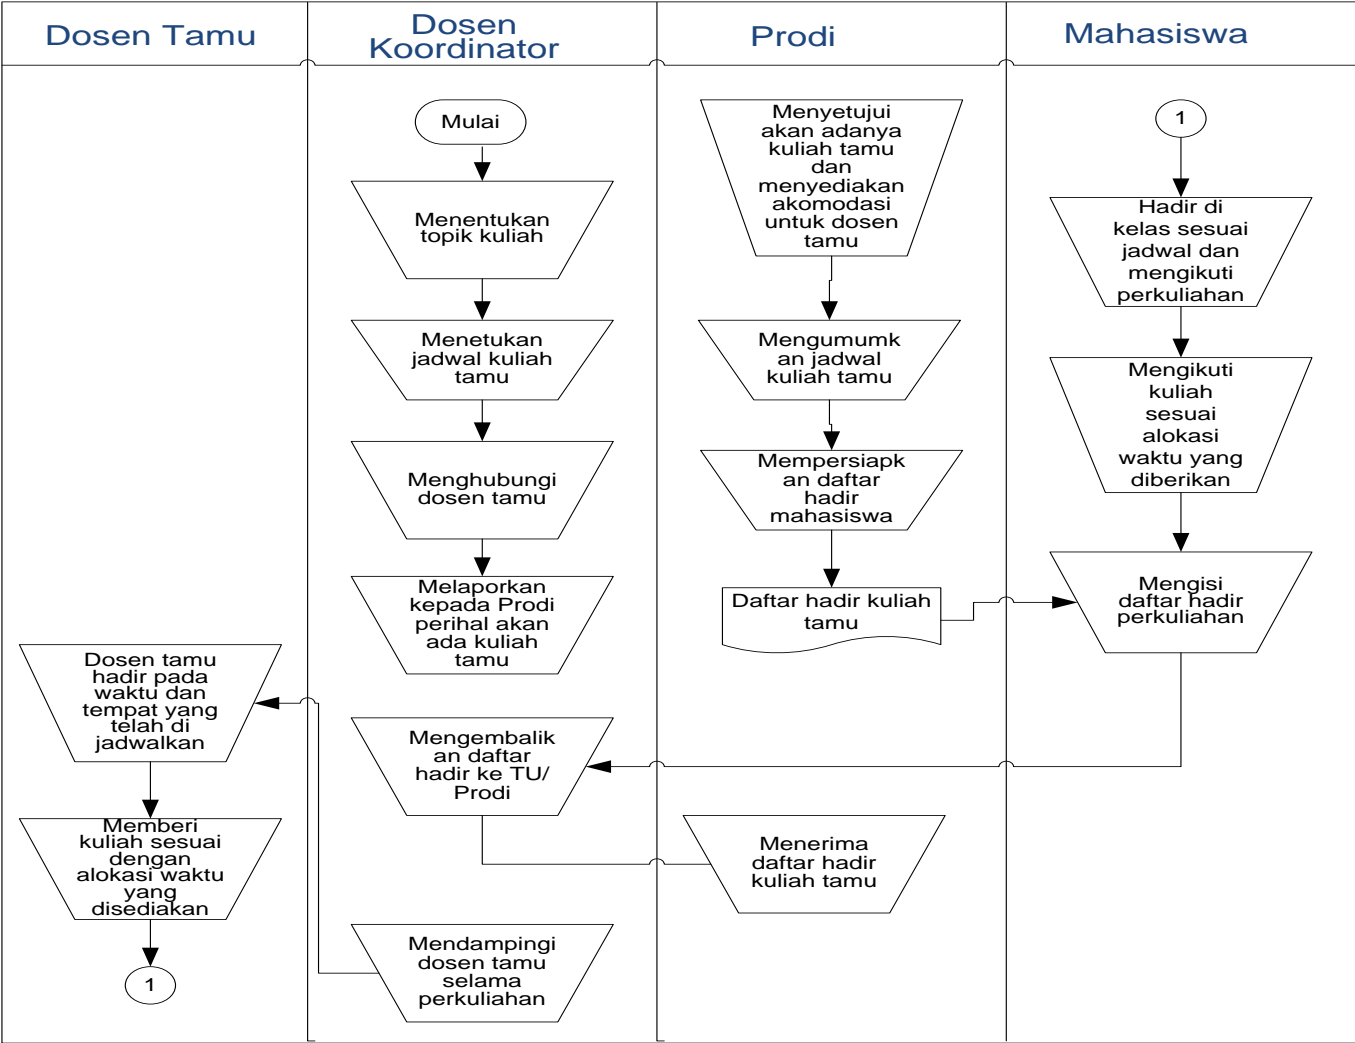 Dosen Tamu
Dosen
Koordinator
Prodi
Mahasiswa
Mulai
Menentukan
topik kuliah
Menetukan
jadwal kuliah
tamu
Menghubungi
dosen tamu
Melaporkan
kepada Prodi
perihal akan
ada kuliah
tamu
Menyetujui
akan adanya
kuliah tamu
dan
menyediakan
akomodasi
untuk dosen
tamu
Mengumumk
an jadwal
kuliah tamu
Mempersiapk
an daftar
hadir
mahasiswa
Daftar hadir kuliah
tamu
1
Hadir di
kelas sesuai
jadwal dan
mengikuti
perkuliahan
Mengikuti
kuliah
sesuai
alokasi
waktu yang
diberikan
Mengisi
daftar hadir
perkuliahan
Dosen tamu
hadir pada
waktu dan
tempat yang
telah di
jadwalkan
Memberi
kuliah sesuai
dengan
alokasi waktu
yang
disediakan
1
Mengembalik
an daftar
hadir ke TU/
Prodi
Menerima
daftar hadir
kuliah tamu
Mendampingi
dosen tamu
selama
perkuliahan